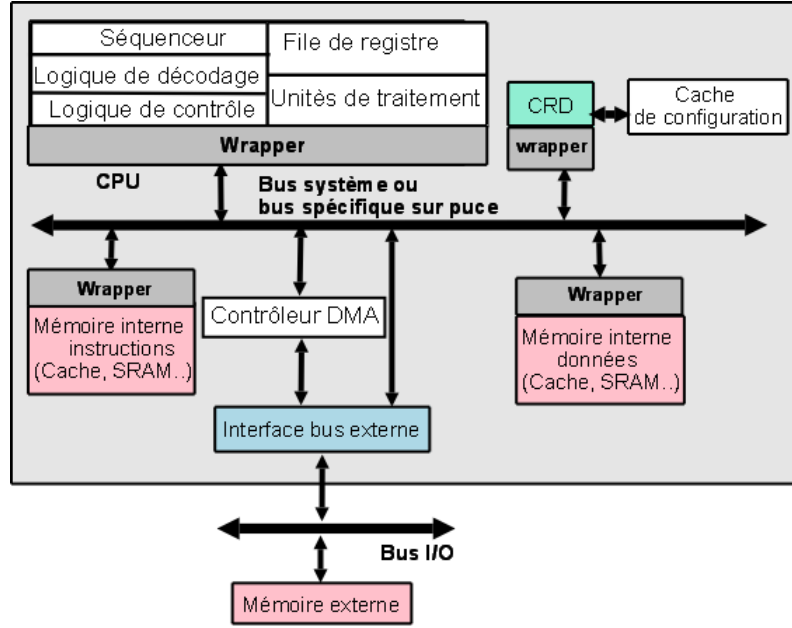 Séquenceur
File de registre
Logique de décodage
Unitès de traitement
Logique de contrôle
Wrapper
CRD
wrapper
Cache
de configuration
CPU
Bus système ou
bus spécifique sur puce
Wrapper
Mémoire interne
instructions
(Cache, SRAM..)
Contrôleur DMA
Wrapper
Mémoire interne
données
(Cache, SRAM..)
Interface bus externe
Bus I/O
Mémoire externe